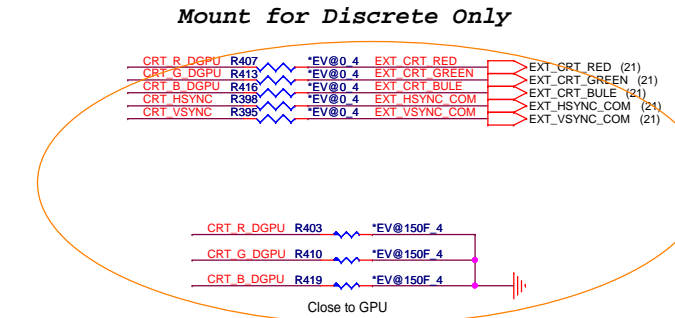 Mount for Discrete Only
CRT_R_DGPU R407 *EV@0_4 EXT_CRT_RED EXT_CRT_RED (21)
CRT_G_DGPU R413 *EV@0_4 EXT_CRT_GREEN EXT_CRT_GREEN (21)
CRT_B_DGPU R416 *EV@0_4 EXT_CRT_BULE EXT_CRT_BULE (21)
CRT_HSYNC R398 *EV@0_4 EXT_HSYNC_COM EXT_HSYNC_COM (21)
CRT_VSYNC R395 *EV@0_4 EXT_VSYNC_COM EXT_VSYNC_COM (21)
CRT_R_DGPU R403 *EV@150F_4
CRT_G_DGPU R410 *EV@150F_4
CRT_B_DGPU R419 *EV@150F_4
Close to GPU